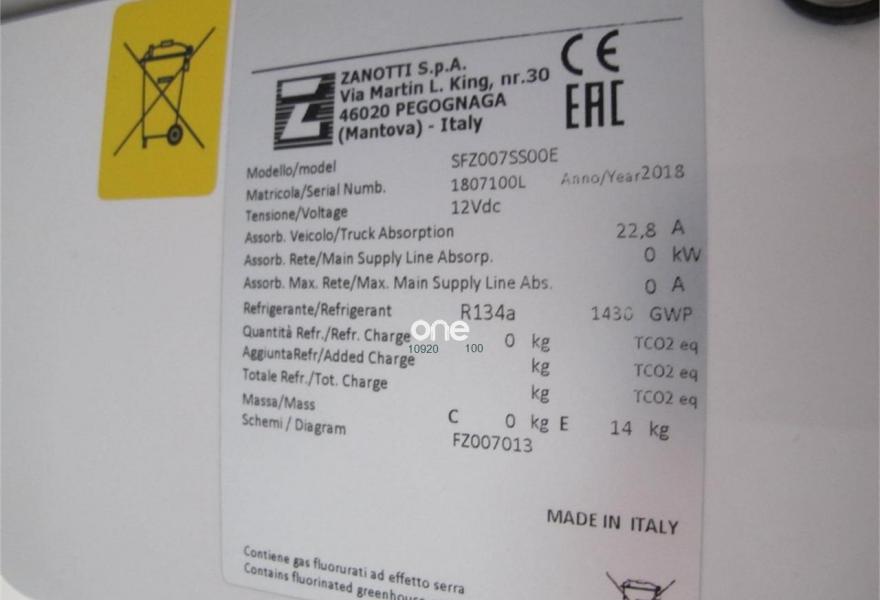 ZANOTTI S.p.A.
Via Martin L. King, nr.30
46020 PEGOGNAGA
(Mantova) - Italy
CE
EAC
Modello/model SFZ007SS00E
Matricola/Serial Numb. 1807100L Anno/Year2018
Tensione/Voltage 12Vdc
Assorb. Veicolo/Truck Absorption 22,8 A
Assorb. Rete/Main Supply Line Absorp. 0 kW
Assorb. Max. Rete/Max. Main Supply Line Abs. 0 A
Refrigerante/Refrigerant R134a 1430 GWP
Quantità Refr./Refr. Charge 0 kg TCO2 eq
AggiuntaRefr/Added Charge kg TCO2 eq
Totale Refr./Tot. Charge kg TCO2 eq
Massa/Mass C 0 kg E 14 kg
Schemi / Diagram FZ007013
one
10920 100
MADE IN ITALY
Contiene gas fluorurati ad effetto serra
Contains fluorinated